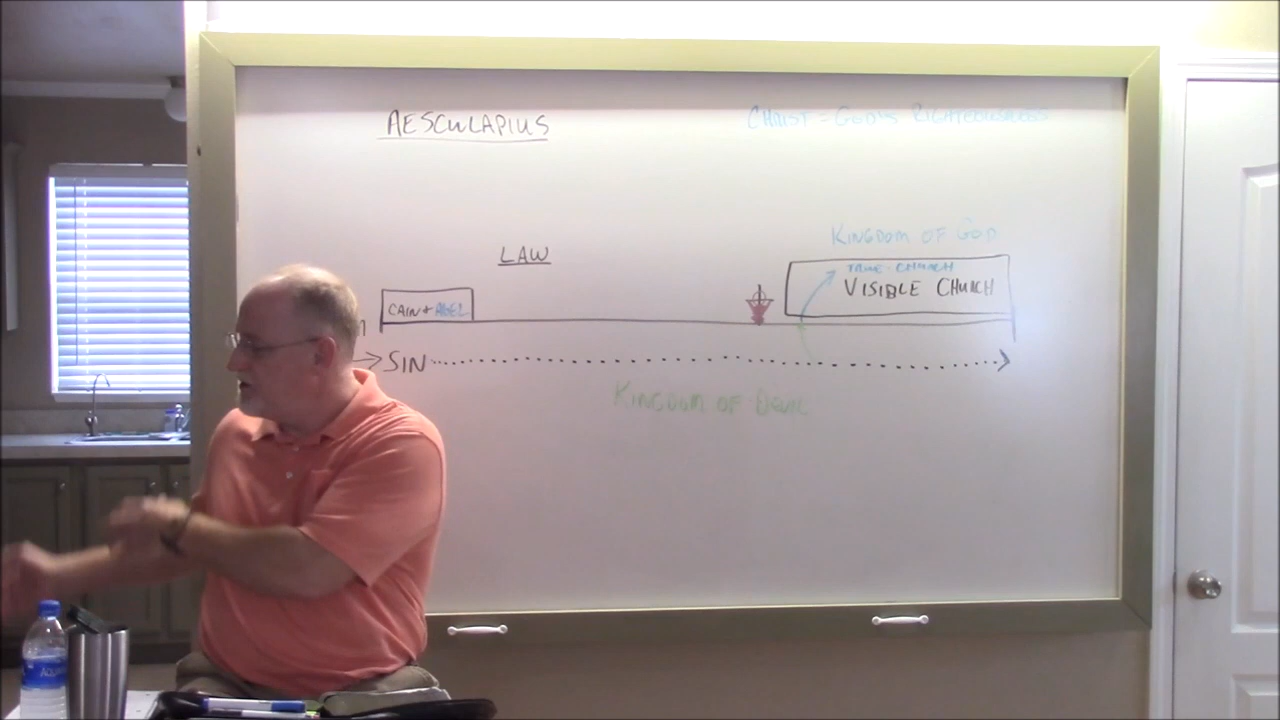 AESCULAPIUS
CHRIST = GOD'S RIGHTEOUSNESS
KINGDOM OF GOD
LAW
TRUE CHURCH
VISIBLE CHURCH
CAIN + ABEL
SIN
KINGDOM OF DEVIL